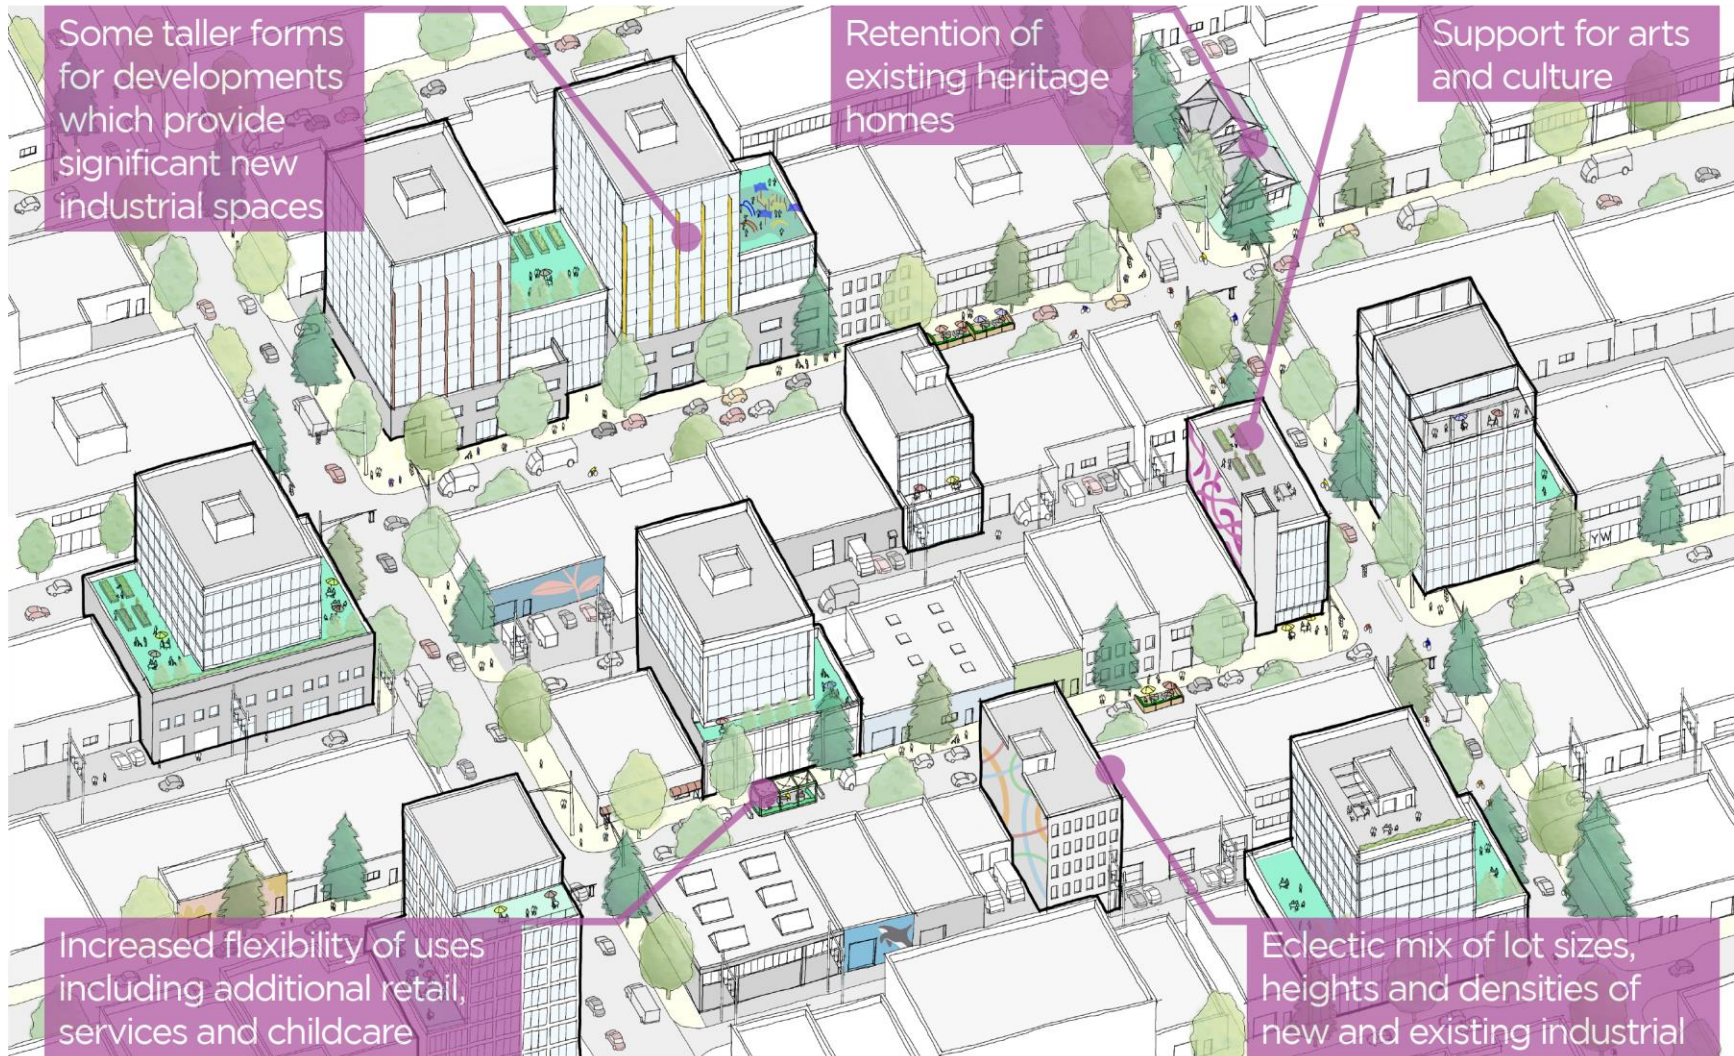 Some taller forms
for developments
which provide
significant new
industrial spaces
Retention of
existing heritage
homes
Support for arts
and culture
YW
Increased flexibility of uses
including additional retail,
services and childcare
Eclectic mix of lot sizes,
heights and densities of
new and existing industrial